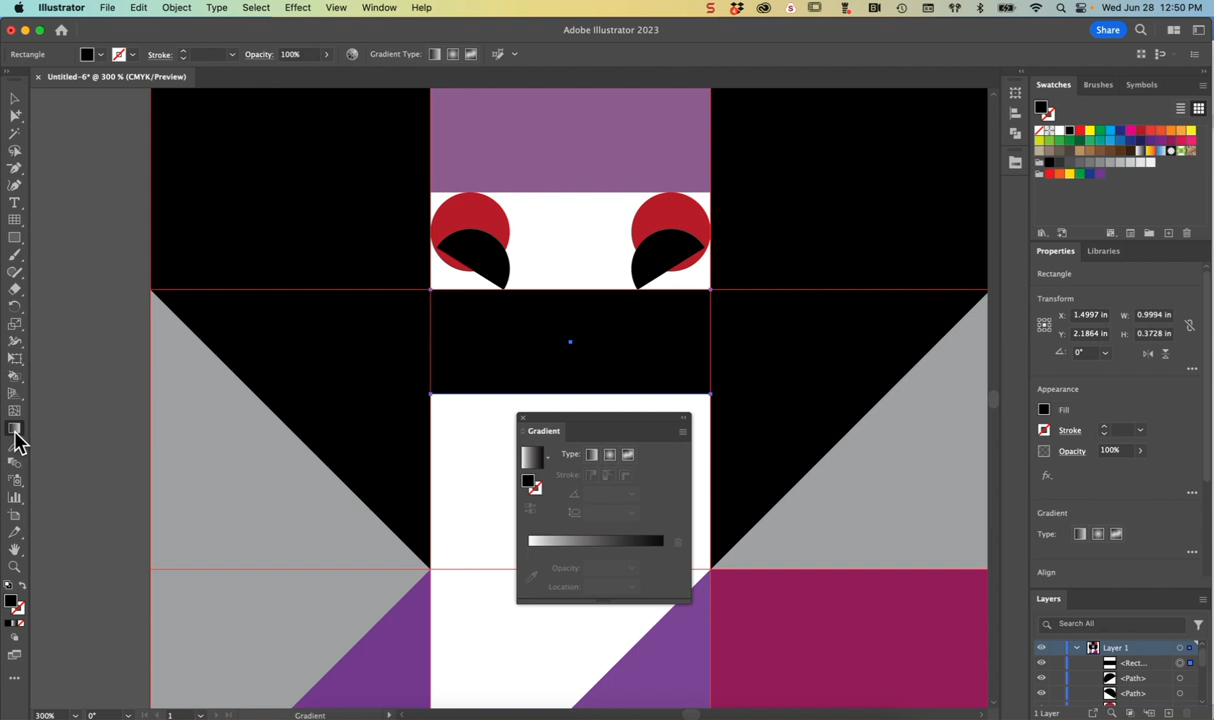 Illustrator File Edit Object Type Select Effect View Window Help Wed Jun 28 12:50 PM
Adobe Illustrator 2023 Share
Rectangle Stroke: Opacity: 100% Gradient Type:
Untitled-6* @ 300 % (CMYK/Preview)
Swatches Brushes Symbols
Properties Libraries
Rectangle
Transform
X: 1.4997 in W: 0.9994 in
Y: 2.1864 in H: 0.3728 in
0°
Appearance
Fill
Stroke
Opacity 100%
fx.
Gradient
Type:
Align
Gradient
Type:
Stroke:
Opacity:
Location:
Layers
Search All
Layer 1
<Rect...
<Path>
<Path>
1 Layer
300% 0° 1 Gradient